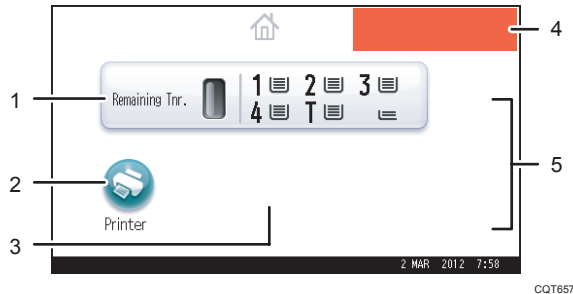 4
1
Remaining Tnr.
1 2 3
4 T
2
Printer
5
3
2 MAR 2012 7:58
CQT657